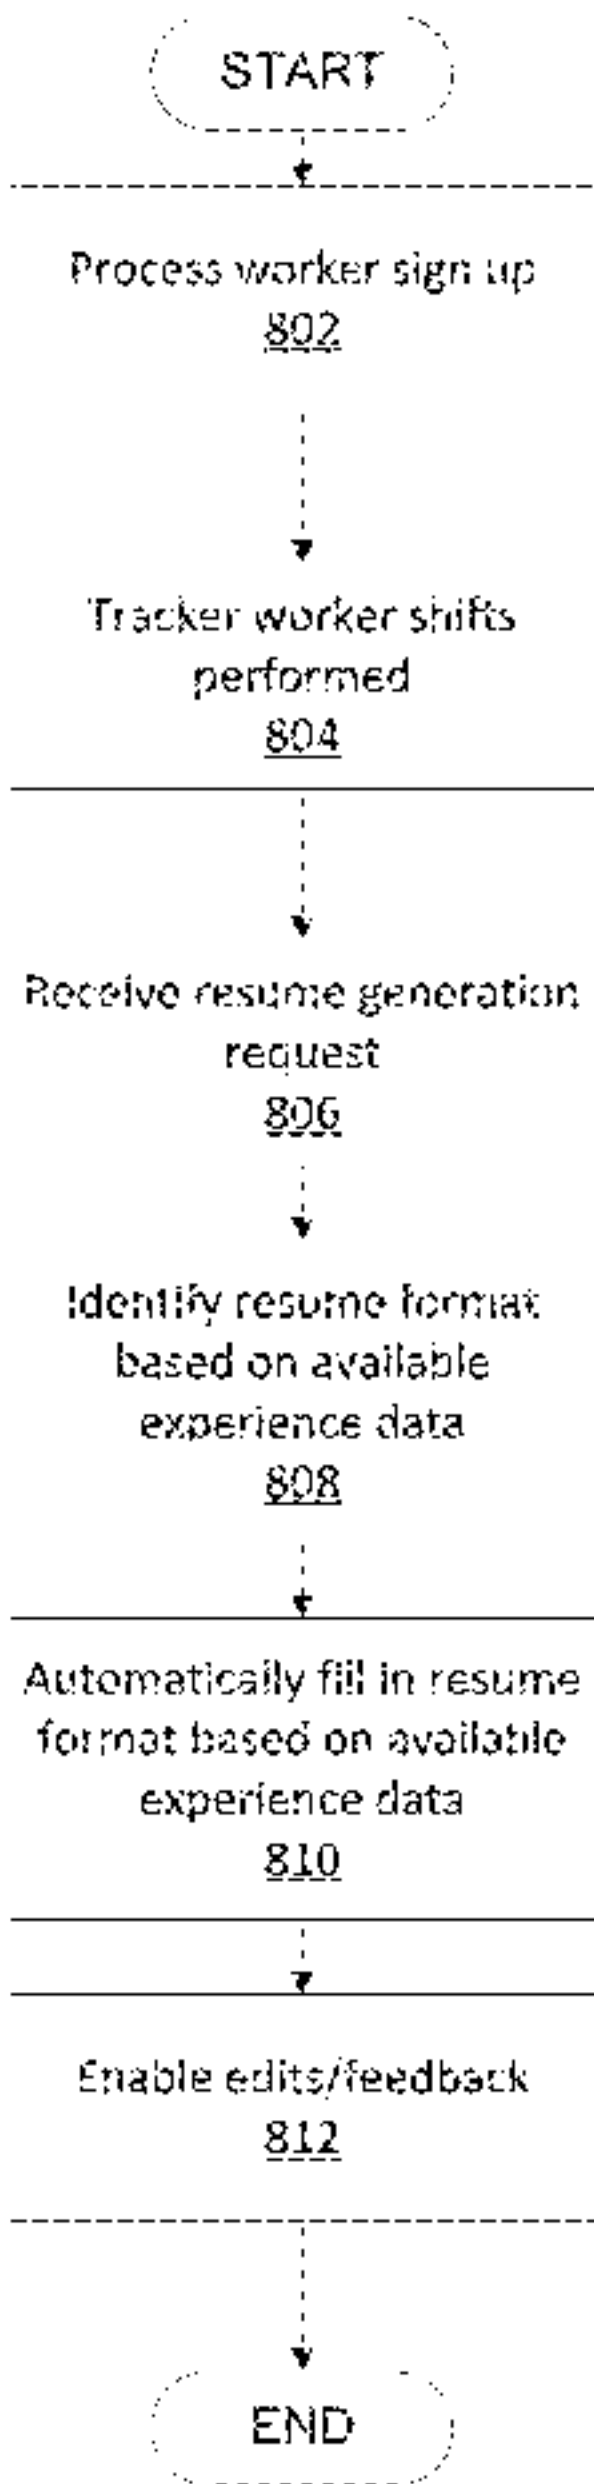 START
Process worker sign up
802
Tracker worker shifts
performed
804
Receive resume generation
request
806
Identify resume format
based on available
experience data
808
Automatically fill in resume
format based on available
experience data
810
Enable edits/feedback
812
END